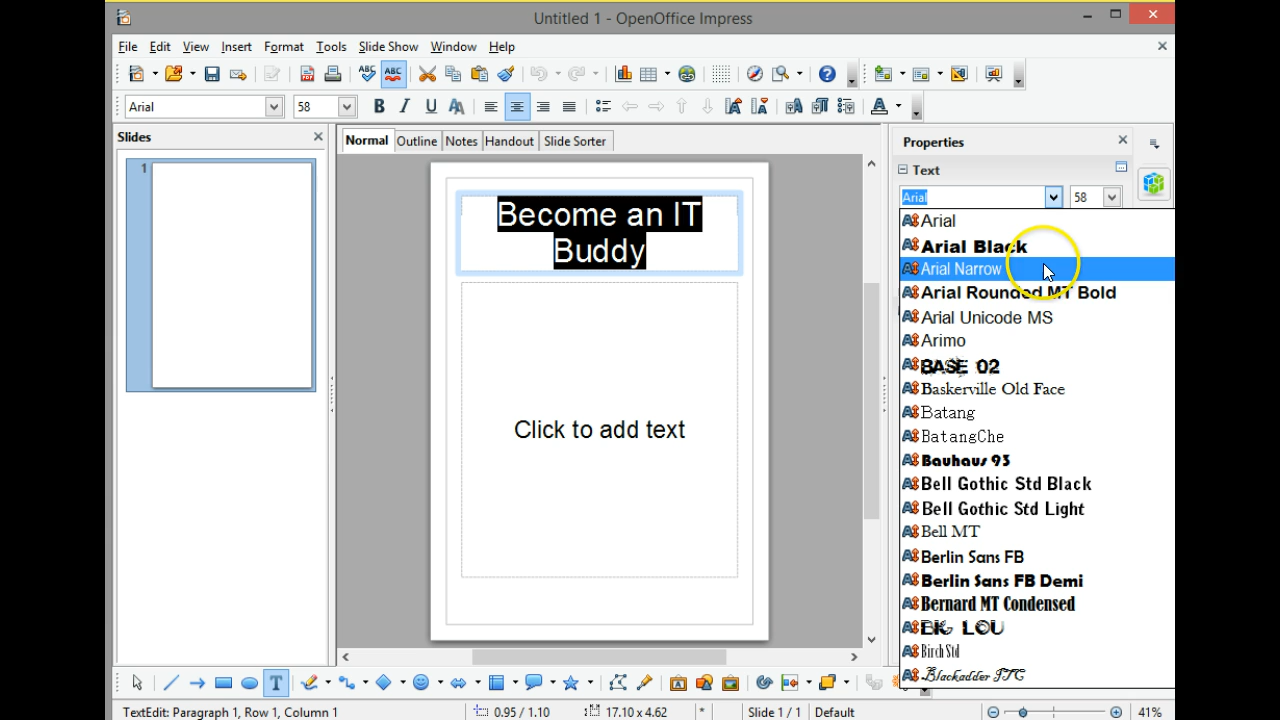 Untitled 1 - OpenOffice Impress
File Edit View Insert Format Tools Slide Show Window Help
ABC ABC
Arial 58 B I U
Slides
Normal Outline Notes Handout Slide Sorter
Properties
Text
1
Arial 58
Become an IT
Buddy
Click to add text
Arial
Arial Black
Arial Narrow
Arial Rounded MT Bold
Arial Unicode MS
Arimo
BASE 02
Baskerville Old Face
Batang
BatangChe
Bauhaus 93
Bell Gothic Std Black
Bell Gothic Std Light
Bell MT
Berlin Sans FB
Berlin Sans FB Demi
Bernard MT Condensed
BK LOU
Birch Std
Blackadder ITC
TextEdit: Paragraph 1, Row 1, Column 1 0.95 / 1.10 17.10 x 4.62 * Slide 1 / 1 Default 41%